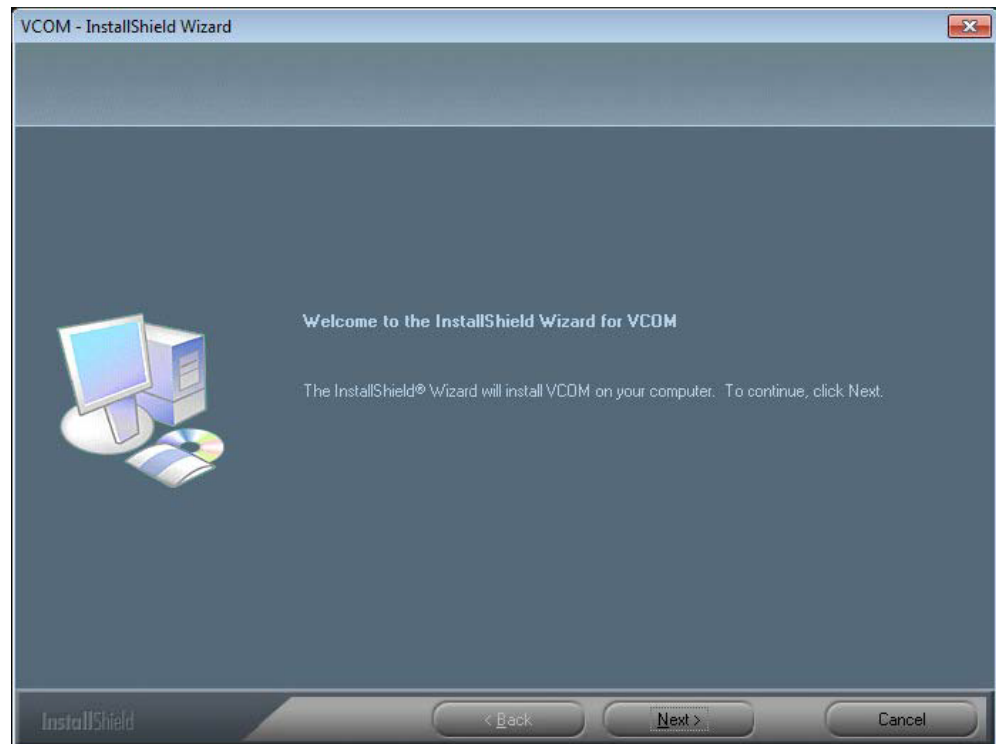 VCOM - InstallShield Wizard
Welcome to the InstallShield Wizard for VCOM
The InstallShield® Wizard will install VCOM on your computer. To continue, click Next.
InstallShield
< Back
Next >
Cancel